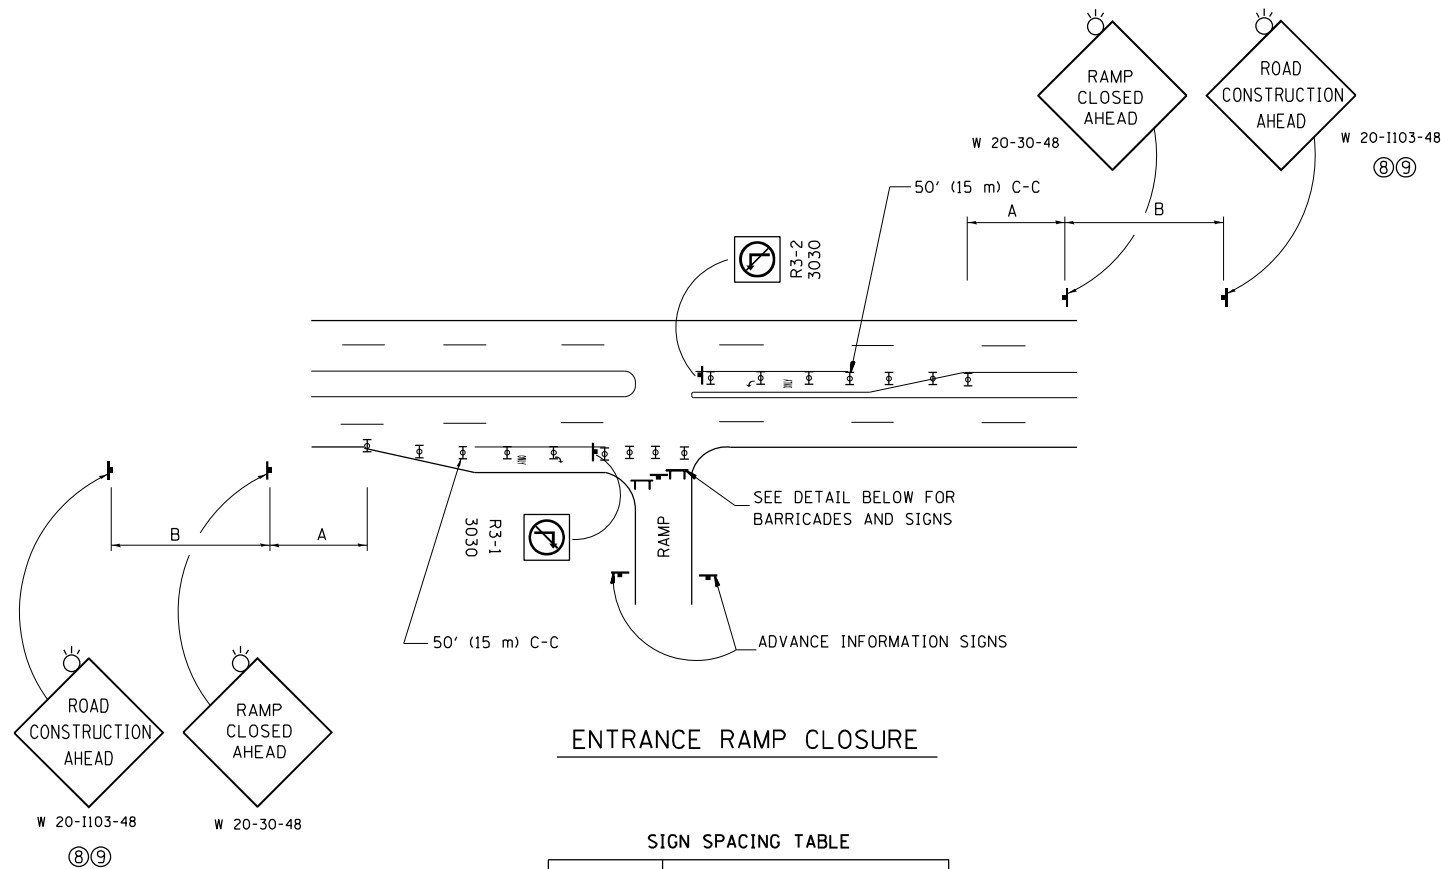 RAMP
CLOSED
AHEAD
W 20-30-48
ROAD
CONSTRUCTION
AHEAD
W 20-I103-48
⑧⑨
50' (15 m) C-C
A
B
R3-2
3030
ONLY
ONLY
SEE DETAIL BELOW FOR
BARRICADES AND SIGNS
RAMP
R3-1
3030
B
A
50' (15 m) C-C
ADVANCE INFORMATION SIGNS
ROAD
CONSTRUCTION
AHEAD
W 20-I103-48
⑧⑨
RAMP
CLOSED
AHEAD
W 20-30-48
ENTRANCE RAMP CLOSURE
SIGN SPACING TABLE